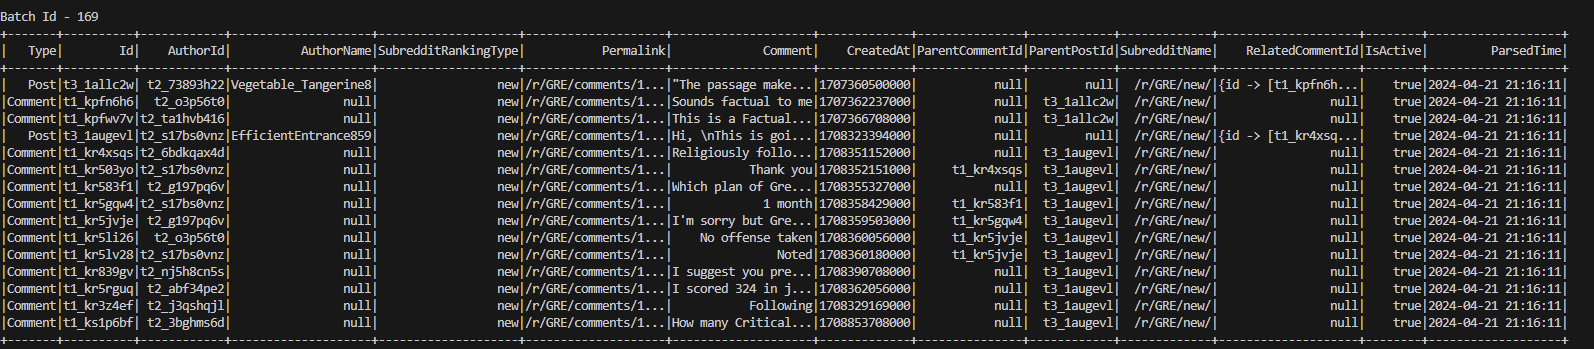 Batch Id - 169
+-------+----------+------------+--------------------+--------------------+--------------------+--------------------+-------------+---------------+------------+-------------+--------------------+--------+-------------------+
|   Type|        Id|    AuthorId|          AuthorName|SubredditRankingType|           Permalink|             Comment|    CreatedAt|ParentCommentId|ParentPostId|SubredditName|    RelatedCommentId|IsActive|         ParsedTime|
+-------+----------+------------+--------------------+--------------------+--------------------+--------------------+-------------+---------------+------------+-------------+--------------------+--------+-------------------+
|   Post|t3_1allc2w| t2_73893h22|Vegetable_Tangerine8|                 new|/r/GRE/comments/1...|"The passage make...|1707360500000|           null|        null|   /r/GRE/new/|{id -> [t1_kpfn6h...|    true|2024-04-21 21:16:11|
|Comment|t1_kpfn6h6|  t2_o3p56t0|                null|                 new|/r/GRE/comments/1...|Sounds factual to me|1707362237000|           null|  t3_1allc2w|  /r/GRE/new/|                null|    true|2024-04-21 21:16:11|
|Comment|t1_kpfwv7v|t2_ta1hvb416|                null|                 new|/r/GRE/comments/1...|This is a Factual...|1707366708000|           null|  t3_1allc2w|  /r/GRE/new/|                null|    true|2024-04-21 21:16:11|
|   Post|t3_1augevl|t2_s17bs0vnz|EfficientEntrance859|                 new|/r/GRE/comments/1...|Hi, \nThis is goi...|1708323394000|           null|        null|  /r/GRE/new/|{id -> [t1_kr4xsq...|    true|2024-04-21 21:16:11|
|Comment|t1_kr4xsqs|t2_6bdkqax4d|                null|                 new|/r/GRE/comments/1...|Religiously follo...|1708351152000|           null|  t3_1augevl|  /r/GRE/new/|                null|    true|2024-04-21 21:16:11|
|Comment|t1_kr503yo|t2_s17bs0vnz|                null|                 new|/r/GRE/comments/1...|           Thank you|1708352151000|     t1_kr4xsqs|  t3_1augevl|  /r/GRE/new/|                null|    true|2024-04-21 21:16:11|
|Comment|t1_kr583f1| t2_g197pq6v|                null|                 new|/r/GRE/comments/1...|Which plan of Gre...|1708355327000|           null|  t3_1augevl|  /r/GRE/new/|                null|    true|2024-04-21 21:16:11|
|Comment|t1_kr5gqw4|t2_s17bs0vnz|                null|                 new|/r/GRE/comments/1...|             1 month|1708358429000|     t1_kr583f1|  t3_1augevl|  /r/GRE/new/|                null|    true|2024-04-21 21:16:11|
|Comment|t1_kr5jvje| t2_g197pq6v|                null|                 new|/r/GRE/comments/1...|I'm sorry but Gre...|1708359503000|     t1_kr5gqw4|  t3_1augevl|  /r/GRE/new/|                null|    true|2024-04-21 21:16:11|
|Comment|t1_kr5li26|  t2_o3p56t0|                null|                 new|/r/GRE/comments/1...|    No offense taken|1708360056000|     t1_kr5jvje|  t3_1augevl|  /r/GRE/new/|                null|    true|2024-04-21 21:16:11|
|Comment|t1_kr5lv28|t2_s17bs0vnz|                null|                 new|/r/GRE/comments/1...|               Noted|1708360180000|     t1_kr5jvje|  t3_1augevl|  /r/GRE/new/|                null|    true|2024-04-21 21:16:11|
|Comment|t1_kr839gv|t2_nj5h8cn5s|                null|                 new|/r/GRE/comments/1...|I suggest you pre...|1708390708000|           null|  t3_1augevl|  /r/GRE/new/|                null|    true|2024-04-21 21:16:11|
|Comment|t1_kr5rguq| t2_abf34pe2|                null|                 new|/r/GRE/comments/1...|I scored 324 in j...|1708362056000|           null|  t3_1augevl|  /r/GRE/new/|                null|    true|2024-04-21 21:16:11|
|Comment|t1_kr3z4ef| t2_j3qshqjl|                null|                 new|/r/GRE/comments/1...|           Following|1708329169000|           null|  t3_1augevl|  /r/GRE/new/|                null|    true|2024-04-21 21:16:11|
|Comment|t1_ks1p6bf| t2_3bghms6d|                null|                 new|/r/GRE/comments/1...|How many Critical...|1708853708000|           null|  t3_1augevl|  /r/GRE/new/|                null|    true|2024-04-21 21:16:11|
+-------+----------+------------+--------------------+--------------------+--------------------+--------------------+-------------+---------------+------------+-------------+--------------------+--------+-------------------+